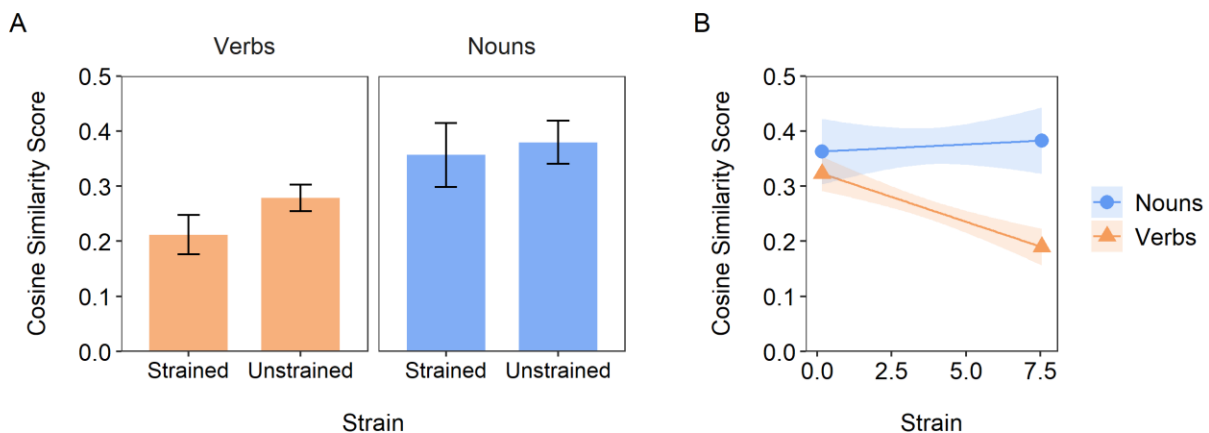 A
Verbs
Nouns
Cosine Similarity Score
0.5
0.4
0.3
0.2
0.1
0.0
Strained Unstrained
Strained Unstrained
Strain
B
Cosine Similarity Score
0.5
0.4
0.3
0.2
0.1
0.0
0.0 2.5 5.0 7.5
Strain
Nouns
Verbs